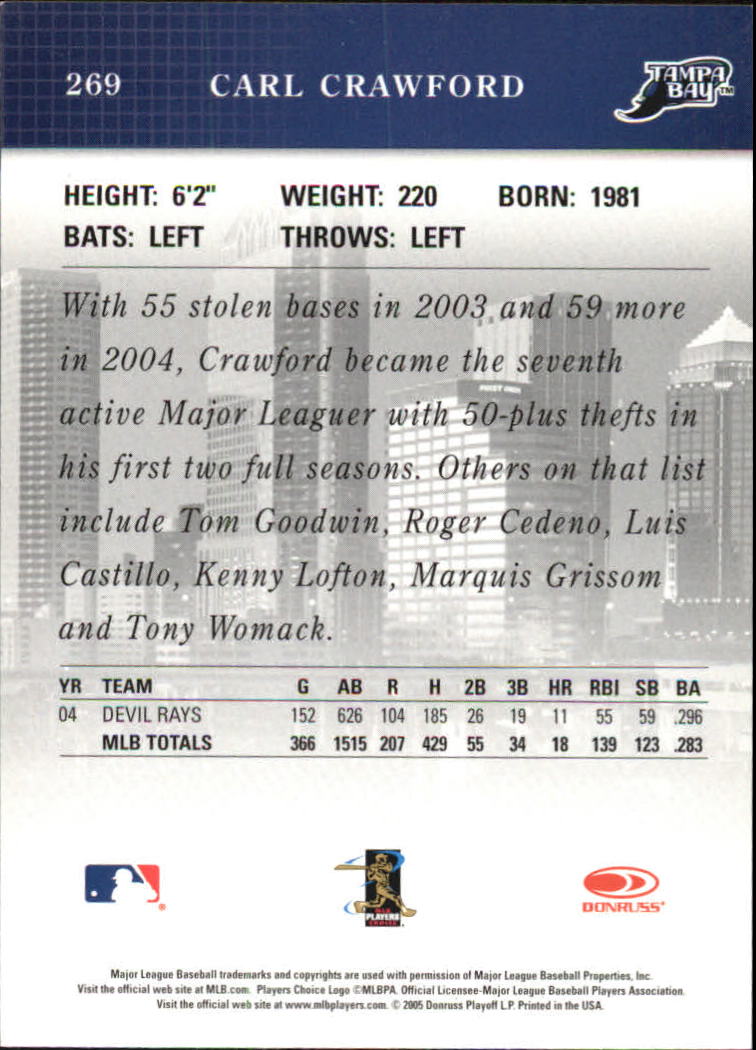 269 CARL CRAWFORD
TAMPA
BAY™
HEIGHT: 6'2" WEIGHT: 220 BORN: 1981
BATS: LEFT THROWS: LEFT
With 55 stolen bases in 2003 and 59 more
in 2004, Crawford became the seventh
active Major Leaguer with 50-plus thefts in
his first two full seasons. Others on that list
include Tom Goodwin, Roger Cedeno, Luis
Castillo, Kenny Lofton, Marquis Grissom
and Tony Womack.
YR TEAM G AB R H 2B 3B HR RBI SB BA
04 DEVIL RAYS 152 626 104 185 26 19 11 55 59 .296
MLB TOTALS 366 1515 207 429 55 34 18 139 123 .283
MLB
PLAYERS
CHOICE
DONRUSS®
Major League Baseball trademarks and copyrights are used with permission of Major League Baseball Properties, Inc.
Visit the official web site at MLB.com. Players Choice Logo ©MLBPA. Official Licensee-Major League Baseball Players Association.
Visit the official web site at www.mlbplayers.com. © 2005 Donruss Playoff L.P. Printed in the USA.